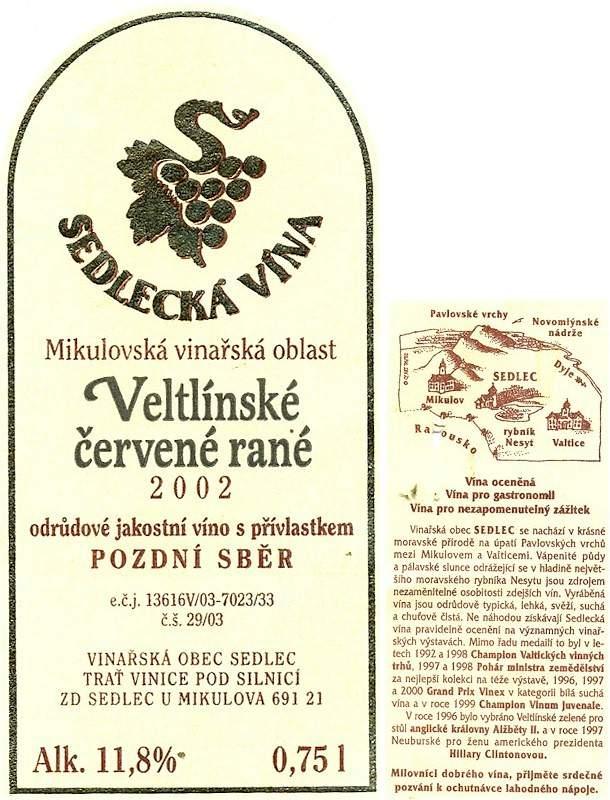 SEDLECKÁ VÍNA
Mikulovská vinařská oblast
Veltlínské
červené rané
2002
odrůdové jakostní víno s přívlastkem
POZDNÍ SBĚR
e.č.j. 13616V/03-7023/33
č.š. 29/03
VINAŘSKÁ OBEC SEDLEC
TRAŤ VINICE POD SILNICÍ
ZD SEDLEC U MIKULOVA 691 21
Alk. 11,8% 0,75 l
Pavlovské vrchy
Novomlýnské
nádrže
Dyje
SEDLEC
Mikulov
Rakousko
rybník
Nesyt
Valtice
Vína oceněná
Vína pro gastronomii
Vína pro nezapomenutelný zážitek
Vinařská obec SEDLEC se nachází v krásné
moravské přírodě na úpatí Pavlovských vrchů
mezi Mikulovem a Valticemi. Vápenité půdy
a pálavské slunce odrážející se v hladině největ-
šího moravského rybníka Nesytu jsou zdrojem
nezaměnitelné osobitosti zdejších vín. Vyráběná
vína jsou odrůdově typická, lehká, svěží, suchá
a chuťově čistá. Ne náhodou získávají Sedlecká
vína pravidelně ocenění na významných vinař-
ských výstavách. Mimo řadu medailí to byl v le-
tech 1992 a 1998 Champion Valtických vinných
trhů, 1997 a 1998 Pohár ministra zemědělství
za nejlepší kolekci na téže výstavě, 1996, 1997
a 2000 Grand Prix Vinex v kategorii bílá suchá
vína a v roce 1999 Champion Vinum Juvenale.
V roce 1996 bylo vybráno Veltlínské zelené pro
stůl anglické královny Alžběty II. a v roce 1997
Neuburské pro ženu amerického prezidenta
Hillary Clintonovou.
Milovníci dobrého vína, přijměte srdečné
pozvání k ochutnávce lahodného nápoje.